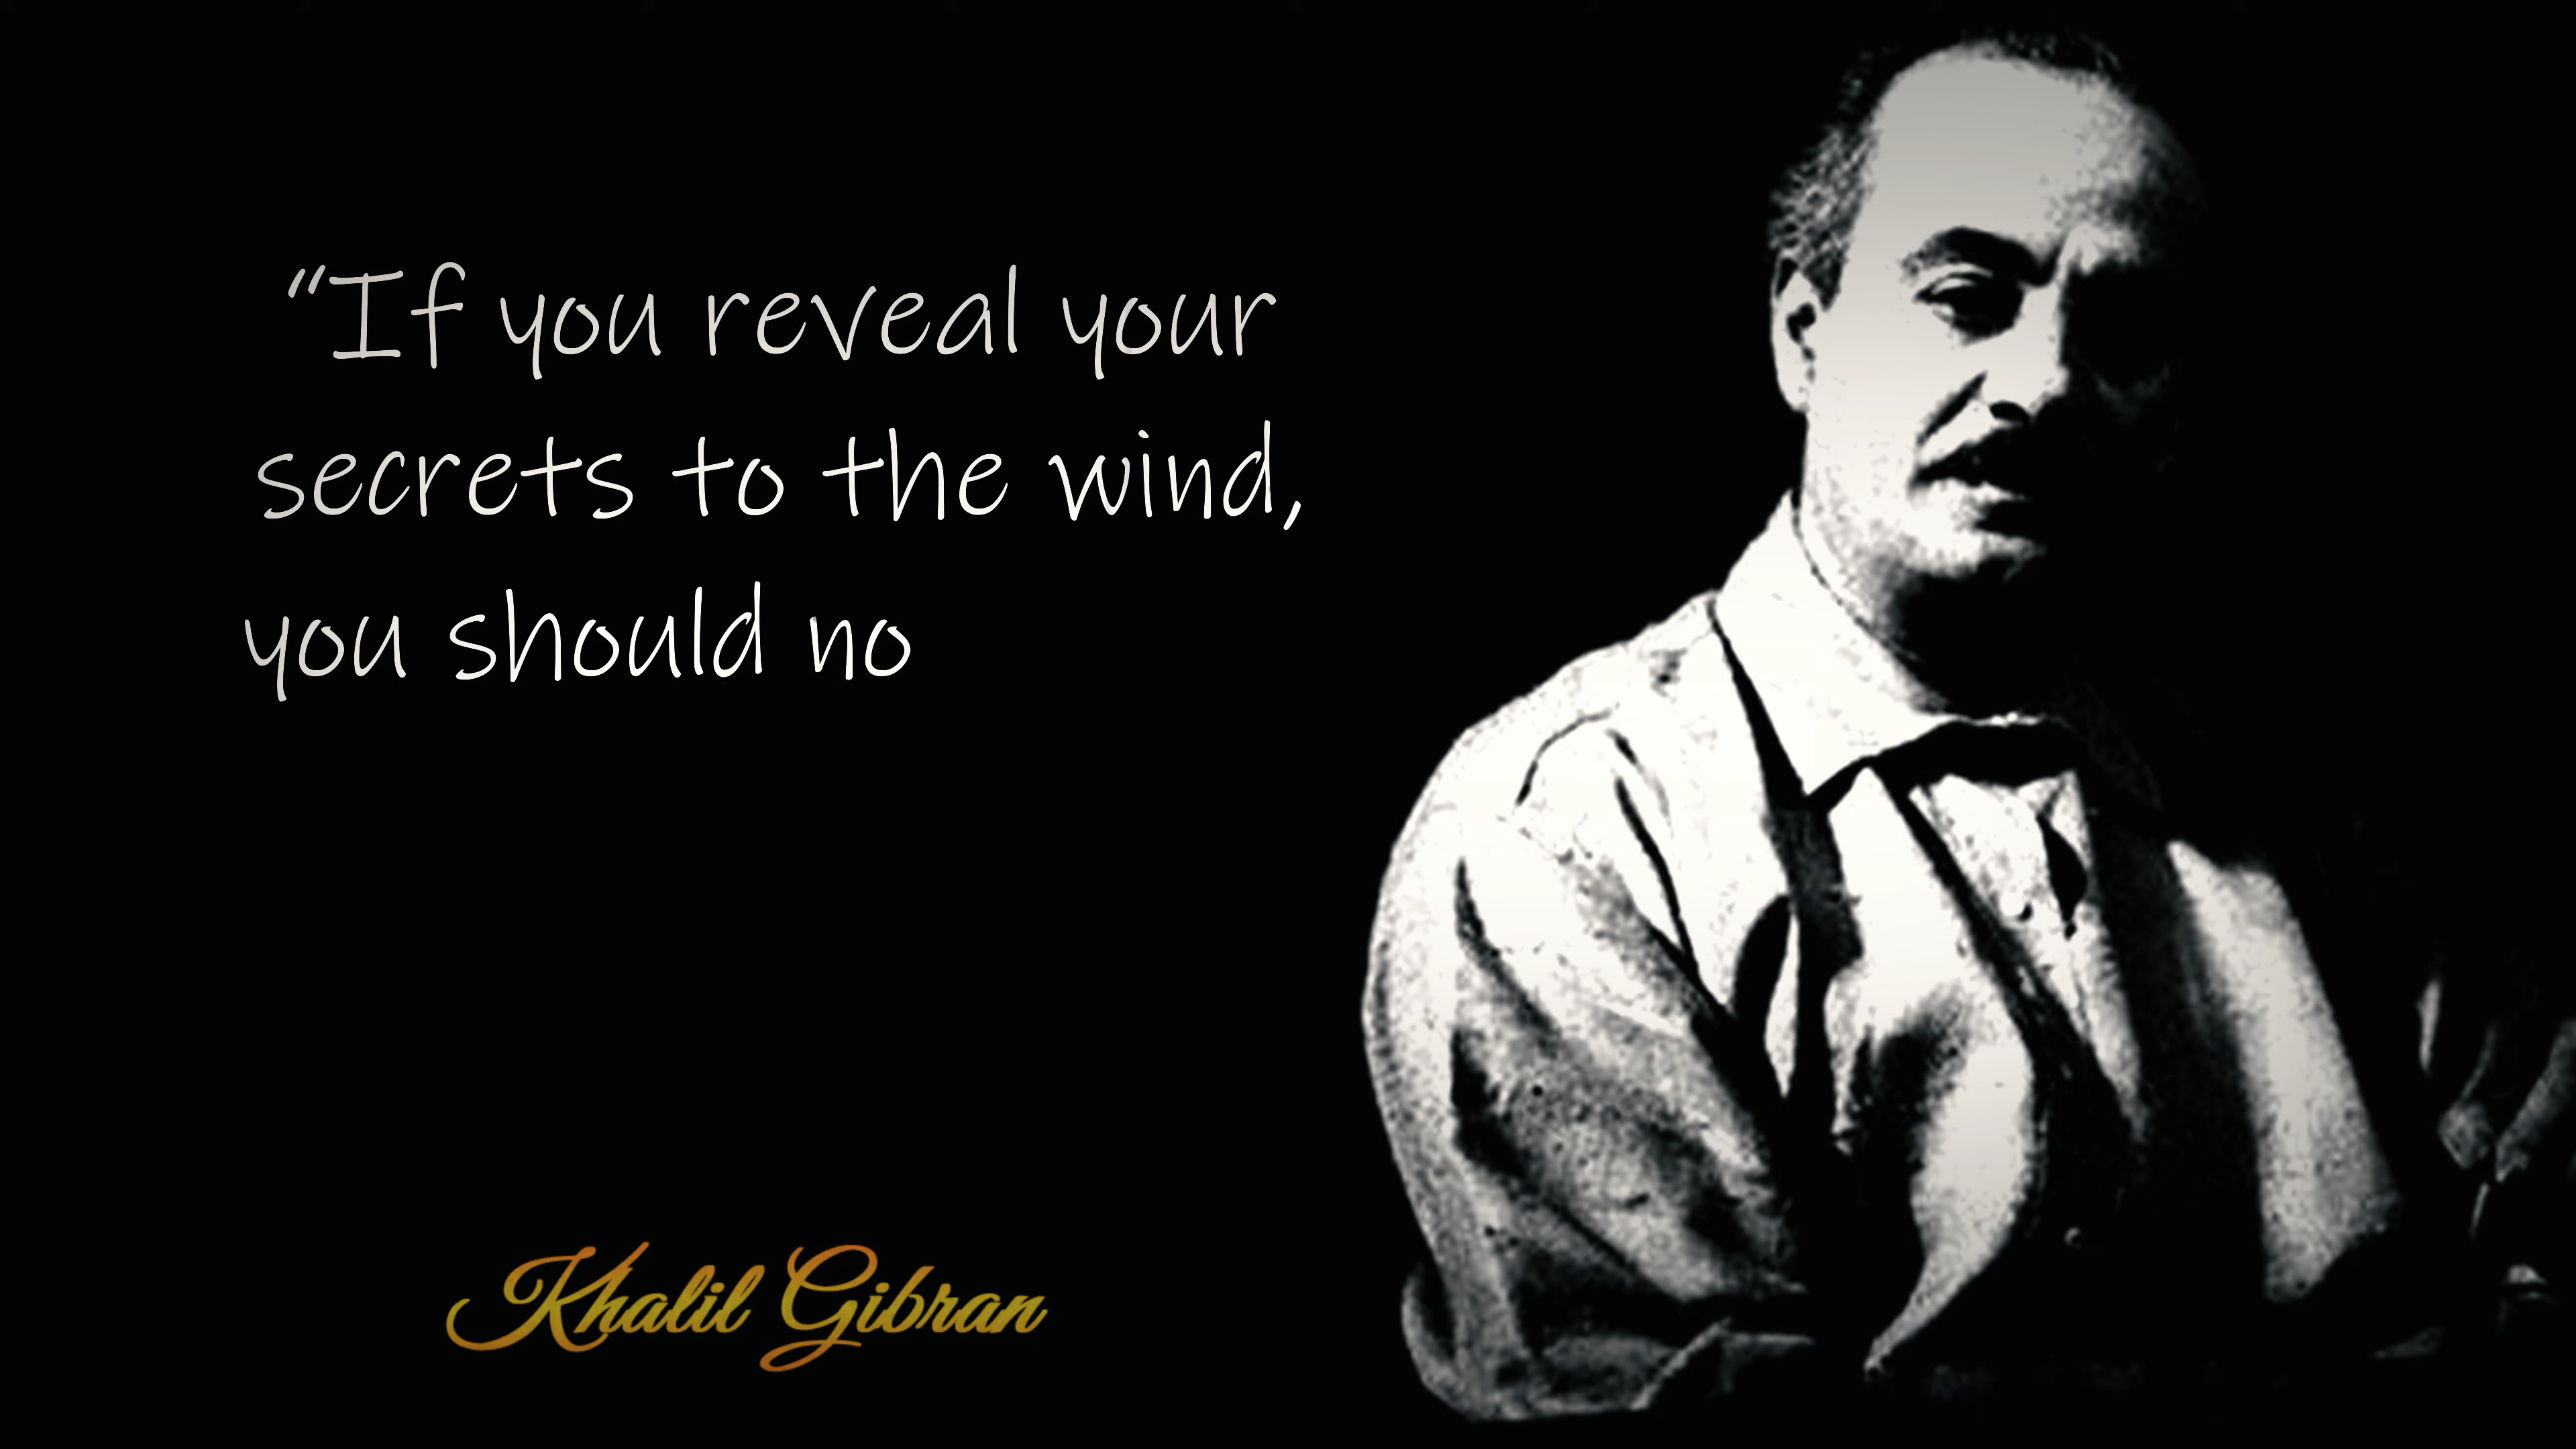 “If you reveal your
secrets to the wind,
you should no
Khalil Gibran